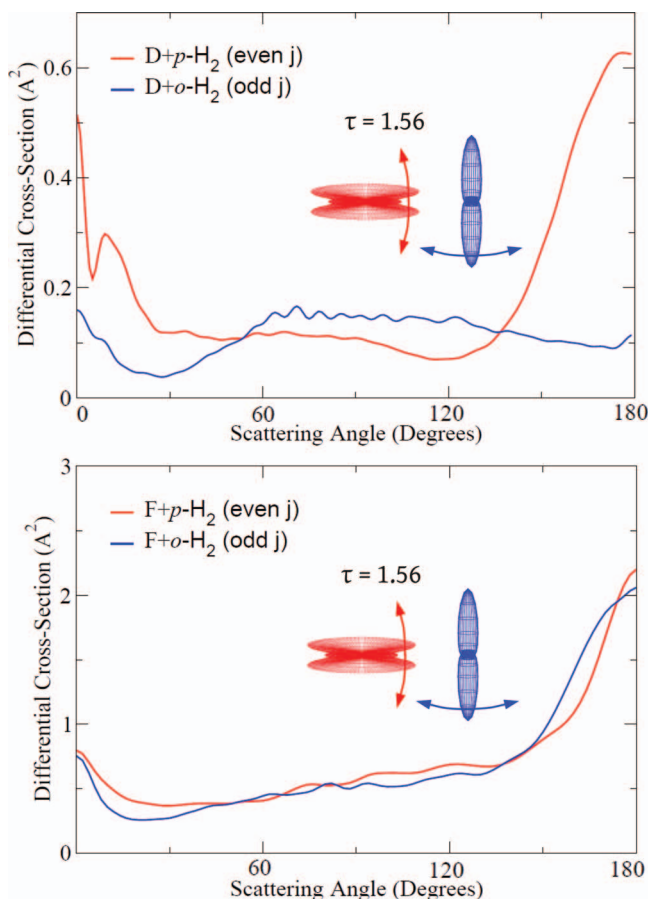 0.6
D+p-H2 (even j)
D+o-H2 (odd j)
τ = 1.56
0.4
0.2
0
0
60
120
180
Differential Cross-Section (A²)
Scattering Angle (Degrees)
3
F+p-H2 (even j)
F+o-H2 (odd j)
τ = 1.56
2
1
0
0
60
120
180
Differential Cross-Section (A²)
Scattering Angle (Degrees)